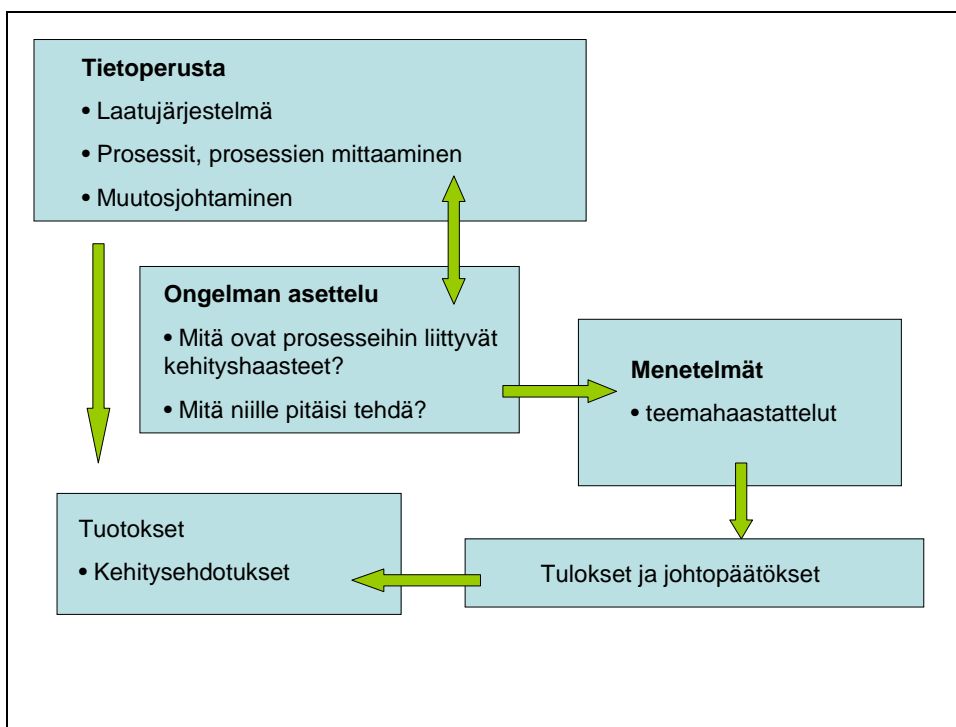 Tietoperusta
• Laatujärjestelmä
• Prosessit, prosessien mittaaminen
• Muutosjohtaminen
Ongelman asettelu
• Mitä ovat prosesseihin liittyvät
kehityshaasteet?
• Mitä niille pitäisi tehdä?
Menetelmät
• teemahaastattelut
Tuotokset
• Kehitysehdotukset
Tulokset ja johtopäätökset